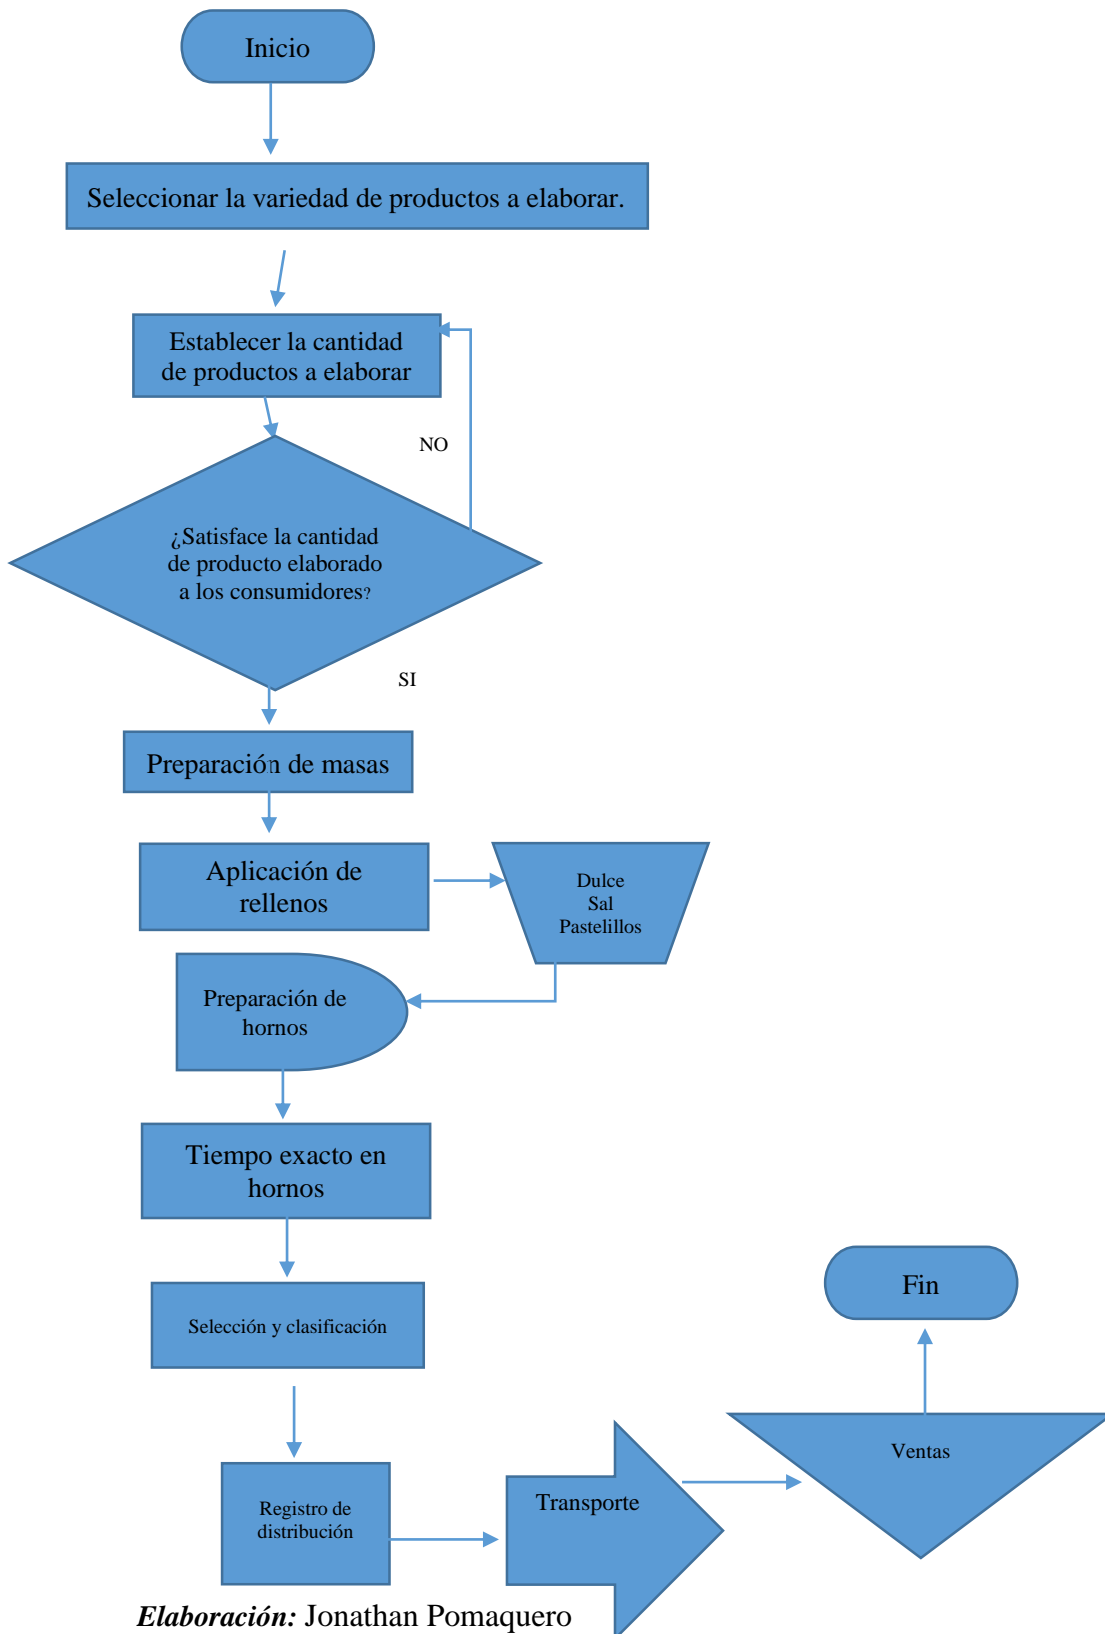 Inicio
Seleccionar la variedad de productos a elaborar.
Establecer la cantidad
de productos a elaborar
NO
¿Satisface la cantidad
de producto elaborado
a los consumidores?
SI
Preparación de masas
Aplicación de
rellenos
Dulce
Sal
Pastelillos
Preparación de
hornos
Tiempo exacto en
hornos
Selección y clasificación
Registro de
distribución
Transporte
Ventas
Fin
Elaboración: Jonathan Pomaquero